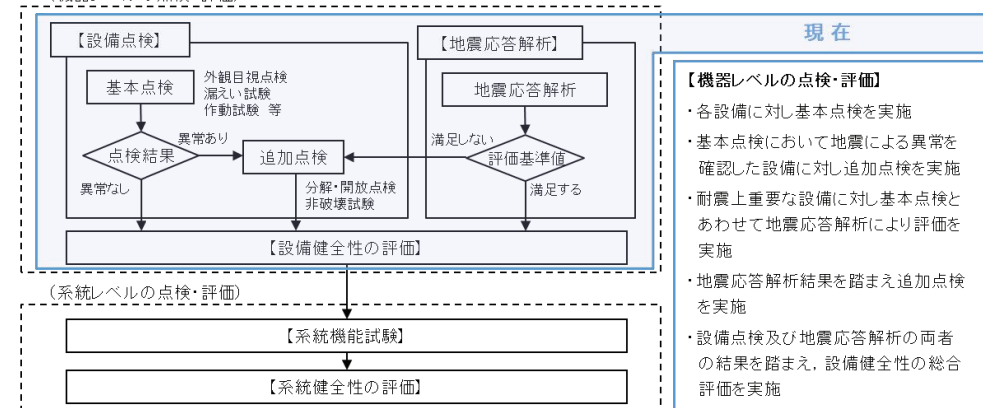 現在
【設備点検】
基本点検
外観目視点検
漏えい試験
作動試験 等
点検結果
異常あり
異常なし
追加点検
分解・開放点検
非破壊試験
【地震応答解析】
地震応答解析
評価基準値
満足しない
満足する
【設備健全性の評価】
(系統レベルの点検・評価)
【系統機能試験】
【系統健全性の評価】
【機器レベルの点検・評価】
・各設備に対し基本点検を実施
・基本点検において地震による異常を
確認した設備に対し追加点検を実施
・耐震上重要な設備に対し基本点検と
あわせて地震応答解析により評価を
実施
・地震応答解析結果を踏まえ追加点検
を実施
・設備点検及び地震応答解析の両者
の結果を踏まえ，設備健全性の総合
評価を実施